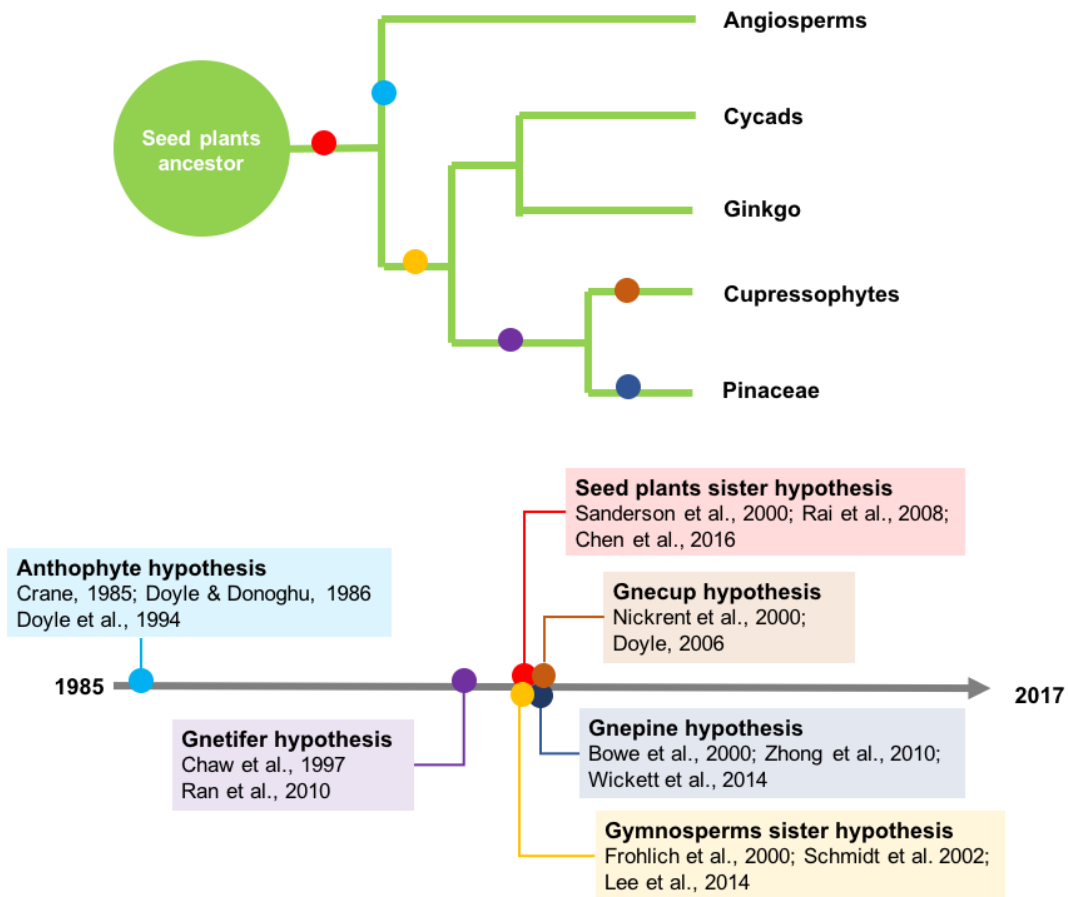 Angiosperms
Seed plants
ancestor
Cycads
Ginkgo
Cupressophytes
Pinaceae
Seed plants sister hypothesis
Sanderson et al., 2000; Rai et al., 2008;
Chen et al., 2016
Anthophyte hypothesis
Crane, 1985; Doyle & Donoghu, 1986
Doyle et al., 1994
Gnecup hypothesis
Nickrent et al., 2000;
Doyle, 2006
1985
2017
Gnetifer hypothesis
Chaw et al., 1997
Ran et al., 2010
Gnepine hypothesis
Bowe et al., 2000; Zhong et al., 2010;
Wickett et al., 2014
Gymnosperms sister hypothesis
Frohlich et al., 2000; Schmidt et al. 2002;
Lee et al., 2014